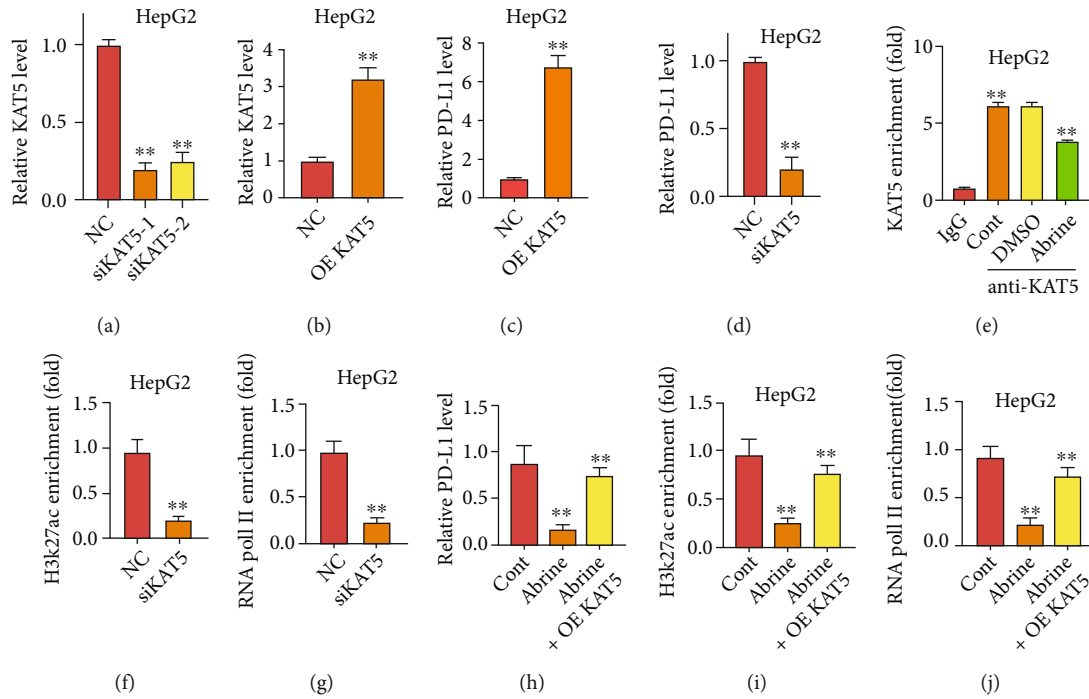 HepG2
Relative KAT5 level
1.0
0.5
0.0
**
**
NC
siKAT5-1
siKAT5-2
(a)
HepG2
Relative KAT5 level
4
3
2
1
0
**
NC
OE KAT5
(b)
HepG2
Relative PD-L1 level
8
6
4
2
0
**
NC
OE KAT5
(c)
HepG2
Relative PD-L1 level
1.0
0.5
0.0
**
NC
siKAT5
(d)
HepG2
KAT5 enrichment (fold)
10
5
0
**
**
IgG
Cont
DMSO
Abrine
anti-KAT5
(e)
HepG2
H3k27ac enrichment (fold)
1.5
1.0
0.5
0.0
**
NC
siKAT5
(f)
HepG2
RNA poll II enrichment (fold)
1.5
1.0
0.5
0.0
**
NC
siKAT5
(g)
Relative PD-L1 level
1.5
1.0
0.5
0.0
**
**
Cont
Abrine
Abrine
+ OE KAT5
(h)
HepG2
H3k27ac enrichment (fold)
1.5
1.0
0.5
0.0
**
**
Cont
Abrine
Abrine
+ OE KAT5
(i)
HepG2
RNA poll II enrichment(fold)
1.5
1.0
0.5
0.0
**
**
Cont
Abrine
Abrine
+ OE KAT5
(j)